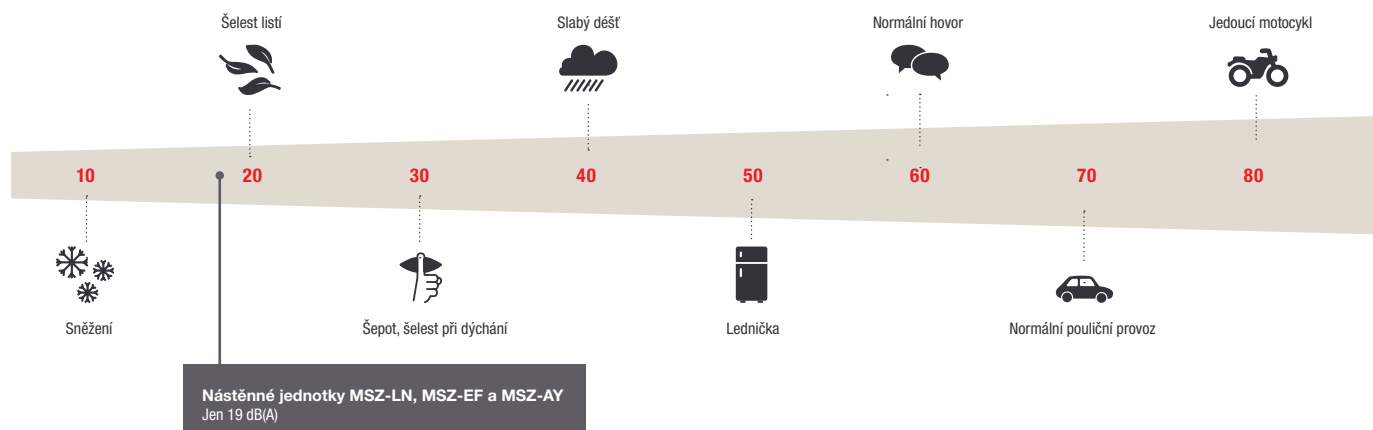 Šelest listí
Slabý déšť
Normální hovor
Jedoucí motocykl
10 20 30 40 50 60 70 80
Sněžení
Šepot, šelest při dýchání
Lednička
Normální pouliční provoz
Nástěnné jednotky MSZ-LN, MSZ-EF a MSZ-AY
Jen 19 dB(A)